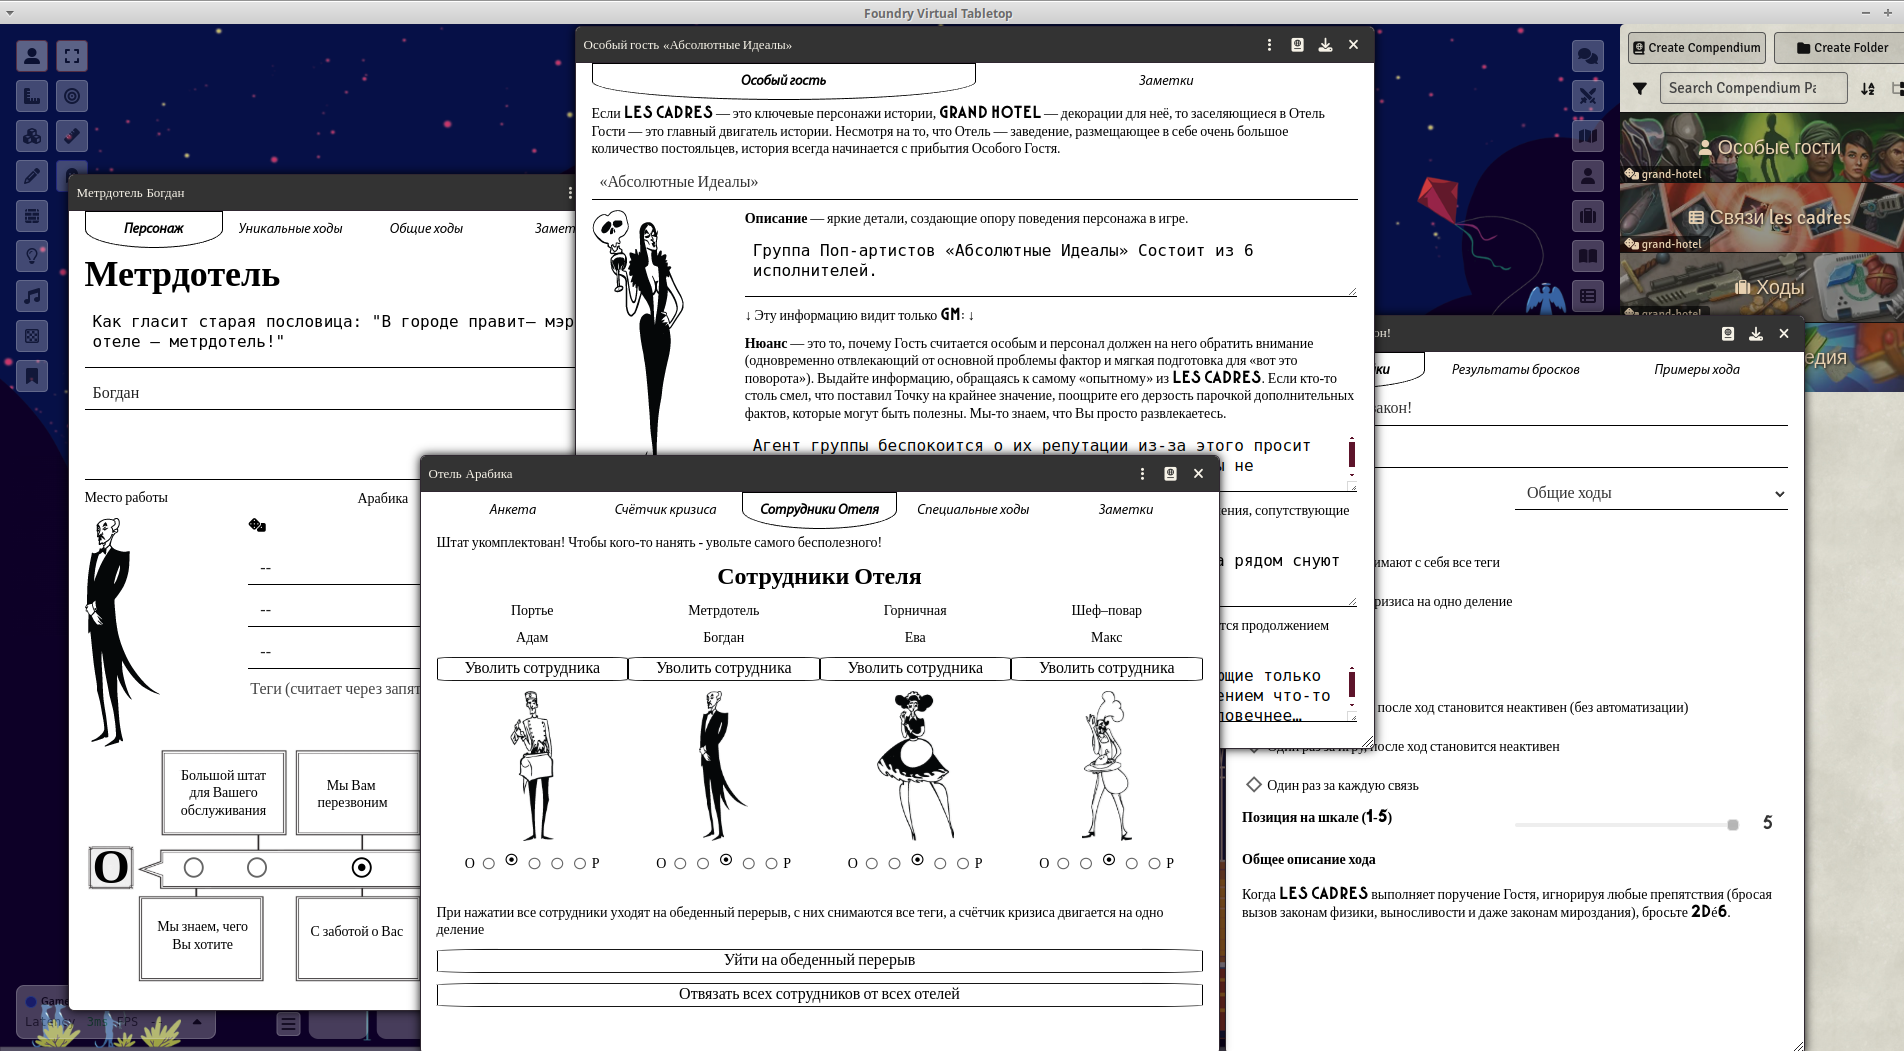 Foundry Virtual Tabletop
Create Compendium
Create Folder
Search Compendium Pa
Особые гости
grand-hotel
Связи les cadres
grand-hotel
Ходы
grand-hotel
Метрдотель Богдан
Персонаж
Уникальные ходы
Общие ходы
Замет
Метрдотель
Как гласит старая пословица: "В городе правит— мэр
отеле — метрдотель!"
Богдан
Место работы
Арабика
--
--
--
Теги (считает через запят
Большой штат
для Вашего
обслуживания
Мы Вам
перезвоним
О
Мы знаем, чего
Вы хотите
С заботой о Вас
Особый гость «Абсолютные Идеалы»
Особый гость
Заметки
Если LES CADRES — это ключевые персонажи истории, GRAND HOTEL — декорации для неё, то заселяющиеся в Отель
Гости — это главный двигатель истории. Несмотря на то, что Отель — заведение, размещающее в себе очень большое
количество постояльцев, история всегда начинается с прибытия Особого Гостя.
«Абсолютные Идеалы»
Описание — яркие детали, создающие опору поведения персонажа в игре.
Группа Поп-артистов «Абсолютные Идеалы» Состоит из 6
исполнителей.
↓ Эту информацию видит только GM: ↓
Нюанс — это то, почему Гость считается особым и персонал должен на него обратить внимание
(одновременно отвлекающий от основной проблемы фактор и мягкая подготовка для «вот это
поворота»). Выдайте информацию, обращаясь к самому «опытному» из LES CADRES. Если кто-то
столь смел, что поставил Точку на крайнее значение, поощрите его дерзость парочкой дополнительных
фактов, которые могут быть полезны. Мы-то знаем, что Вы просто развлекаетесь.
Агент группы беспокоится о их репутации из-за этого просит
ы не
ения, сопутствующие
а рядом снуют
тся продолжением
ющие только
ением что-то
ловечнее…
Отель Арабика
Анкета
Счётчик кризиса
Сотрудники Отеля
Специальные ходы
Заметки
Штат укомплектован! Чтобы кого-то нанять - увольте самого бесполезного!
Сотрудники Отеля
Портье
Метрдотель
Горничная
Шеф–повар
Адам
Богдан
Ева
Макс
Уволить сотрудника
Уволить сотрудника
Уволить сотрудника
Уволить сотрудника
О Р
О Р
О Р
О Р
При нажатии все сотрудники уходят на обеденный перерыв, с них снимаются все теги, а счётчик кризиса двигается на одно
деление
Уйти на обеденный перерыв
Отвязать всех сотрудников от всех отелей
он!
ки
Результаты бросков
Примеры хода
закон!
Общие ходы
имают с себя все теги
ризиса на одно деление
после ход становится неактивен (без автоматизации)
Один раз за игру, после ход становится неактивен
Один раз за каждую связь
Позиция на шкале (1-5)
5
Общее описание хода
Когда LES CADRES выполняет поручение Гостя, игнорируя любые препятствия (бросая
вызов законам физики, выносливости и даже законам мироздания), бросьте 2Dé6.
едия
Game
Latency 3ms FPS